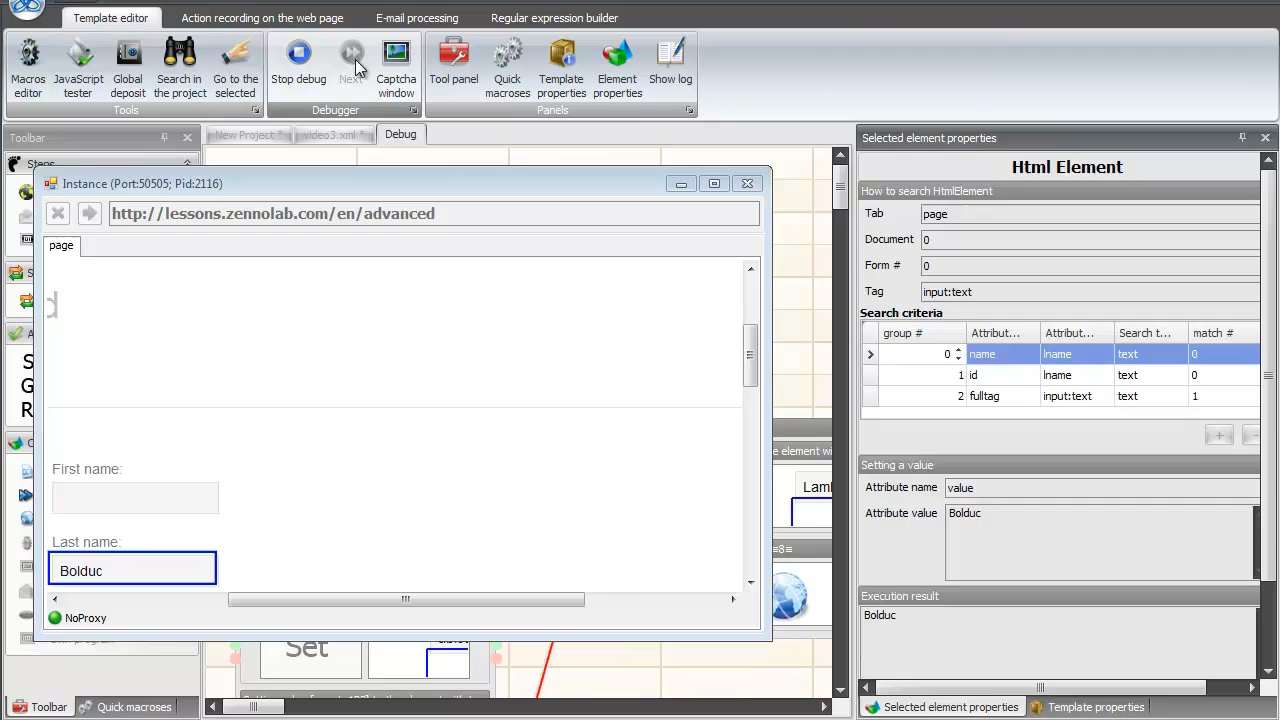 Template editor
Action recording on the web page
E-mail processing
Regular expression builder
Macros editor
JavaScript tester
Global deposit
Search in the project
Go to the selected
Stop debug
Next
Captcha window
Tool panel
Quick macroses
Template properties
Element properties
Show log
Tools
Debugger
Panels
Toolbar
New Project *
video3.xml *
Debug
Selected element properties
Steps
Instance (Port:50505; Pid:2116)
http://lessons.zennolab.com/en/advanced
page
d
First name:
Last name:
Bolduc
NoProxy
Set
e element wi
≡8≡
Html Element
How to search HtmlElement
Tab page
Document 0
Form # 0
Tag input:text
Search criteria
group # Attribut... Attribut... Search t... match #
0 name lname text 0
1 id lname text 0
2 fulltag input:text text 1
Setting a value
Attribute name value
Attribute value Bolduc
Execution result
Bolduc
Toolbar
Quick macroses
Selected element properties
Template properties